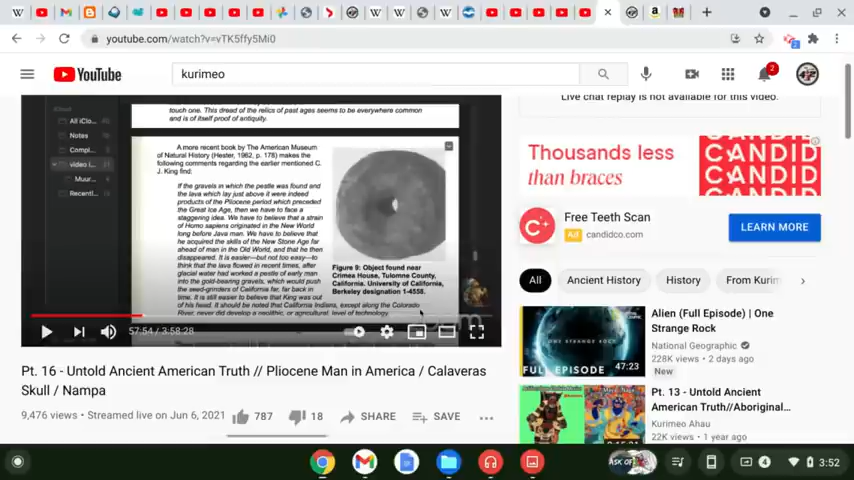 youtube.com/watch?v=vTK5ffy5Mi0
YouTube
kurimeo
2
touch one. This dread of the relics of past ages seems to be everywhere common
and is of itself proof of antiquity.
iCloud
All iClo...
Notes
Compl...
video i...
Muur...
Recentl...
A more recent book by The American Museum
of Natural History (Heater, 1962, p. 178) makes the
following comments regarding the earlier mentioned C.
J. King find:
If the gravels in which the pestle was found and
the lava which lay just above it were indeed
products of the Pliocene period which preceded
the Great Ice Age, then we have to face a
staggering idea. We have to believe that a strain
of Homo sapiens originated in the New World
long before Java man. We have to believe that
he acquired the skills of the New Stone Age far
ahead of man in the Old World, and that he then
disappeared. It is easier—but not too easy—to
think that the lava flowed in recent times, after
glacial water had worked a pestle of early man
into the gold-bearing gravels, which would push
the seed-grinders of California far, far back in
time. It is still easier to believe that King was out
of his head. It should be noted that California Indians, except along the Colorado
River, never did develop a neolithic, or agricultural, level of technology.
Figure 9: Object found near
Crimea House, Tulomne County,
California. University of California,
Berkeley designation 1-4558.
57:54 / 3:58:28
Pt. 16 - Untold Ancient American Truth // Pliocene Man in America / Calaveras
Skull / Nampa
9,476 views • Streamed live on Jun 6, 2021
787
18
SHARE
SAVE
Live chat replay is not available for this video.
Thousands less
than braces
CANDID
CANDID
Free Teeth Scan
Ad candidco.com
LEARN MORE
All
Ancient History
History
From Kurim
FULL EPISODE
47:23
Alien (Full Episode) | One
Strange Rock
National Geographic
228K views • 2 days ago
New
Pt. 13 - Untold Ancient
American Truth//Aboriginal...
Kurimeo Ahau
22K views • 1 year ago
ASK OF
4
3:52